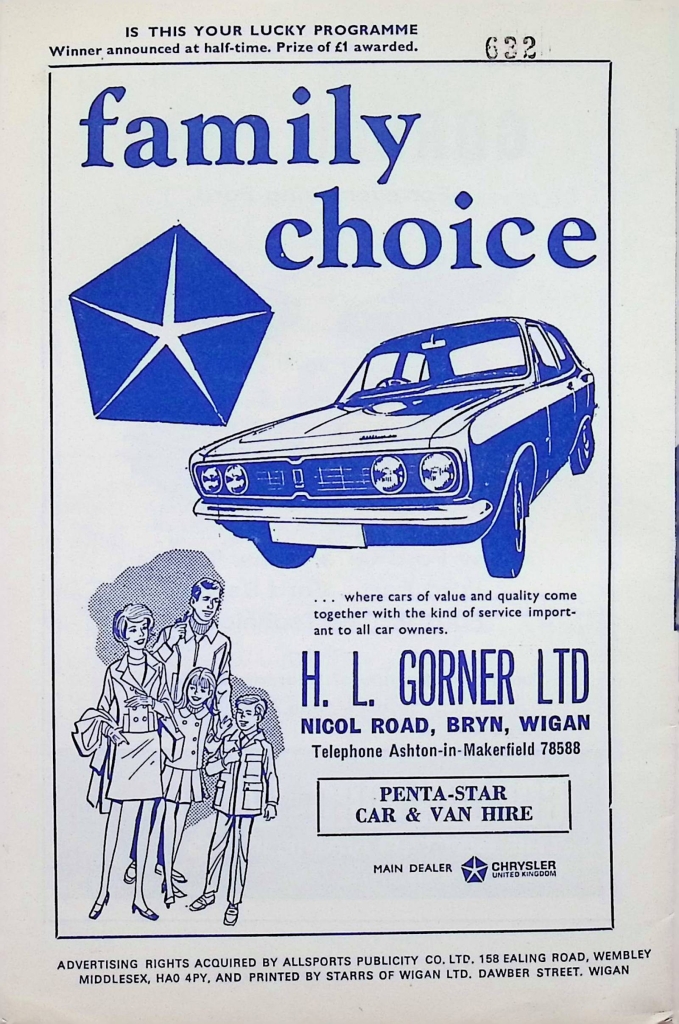 IS THIS YOUR LUCKY PROGRAMME
Winner announced at half-time. Prize of £1 awarded.
632
family
choice
. . . where cars of value and quality come
together with the kind of service import-
ant to all car owners.
H. L. GORNER LTD
NICOL ROAD, BRYN, WIGAN
Telephone Ashton-in-Makerfield 78588
PENTA-STAR
CAR & VAN HIRE
MAIN DEALER CHRYSLER
UNITED KINGDOM
ADVERTISING RIGHTS ACQUIRED BY ALLSPORTS PUBLICITY CO. LTD. 158 EALING ROAD, WEMBLEY
MIDDLESEX, HA0 4PY, AND PRINTED BY STARRS OF WIGAN LTD. DAWBER STREET. WIGAN